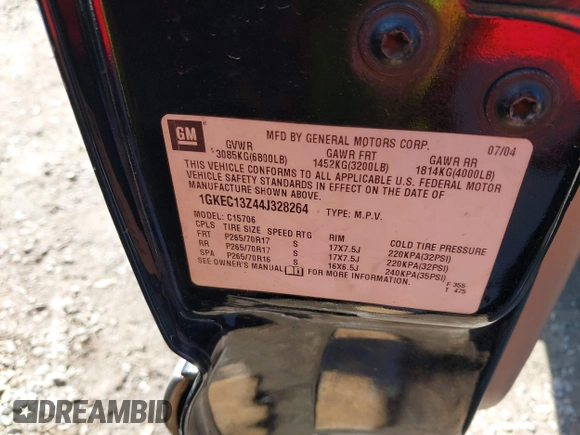 GM
MFD BY GENERAL MOTORS CORP. 07/04
GVWR GAWR FRT GAWR RR
3085KG(6800LB) 1452KG(3200LB) 1814KG(4000LB)
THIS VEHICLE CONFORMS TO ALL APPLICABLE U.S. FEDERAL MOTOR
VEHICLE SAFETY STANDARDS IN EFFECT ON THE DATE OF
MANUFACTURE SHOWN ABOVE.
1GKEC13Z44J328264 TYPE: M.P.V.
MODEL: C15706
CPLS TIRE SIZE SPEED RTG RIM COLD TIRE PRESSURE
FRT P265/70R17 S 17X7.5J 220KPA(32PSI)
RR P265/70R17 S 17X7.5J 220KPA(32PSI)
SPA P265/70R16 S 16X6.5J 240KPA(35PSI)
SEE OWNER'S MANUAL FOR MORE INFORMATION.
F 355
T 475
DREAMBID